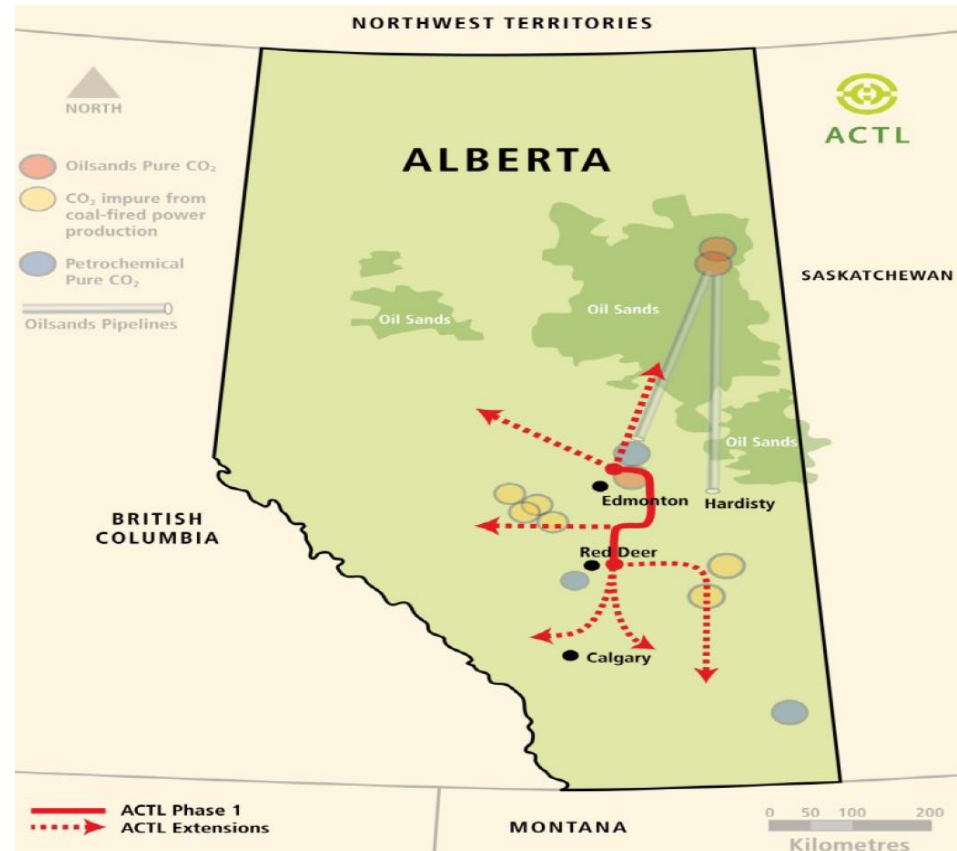 NORTHWEST TERRITORIES
NORTH
ACTL
ALBERTA
Oilsands Pure CO₂
CO₂ impure from
coal-fired power
production
Petrochemical
Pure CO₂
Oilsands Pipelines
SASKATCHEWAN
Oil Sands
Oil Sands
Oil Sands
Edmonton
Hardisty
BRITISH
COLUMBIA
Red Deer
Calgary
ACTL Phase 1
ACTL Extensions
MONTANA
0 50 100 200
Kilometres